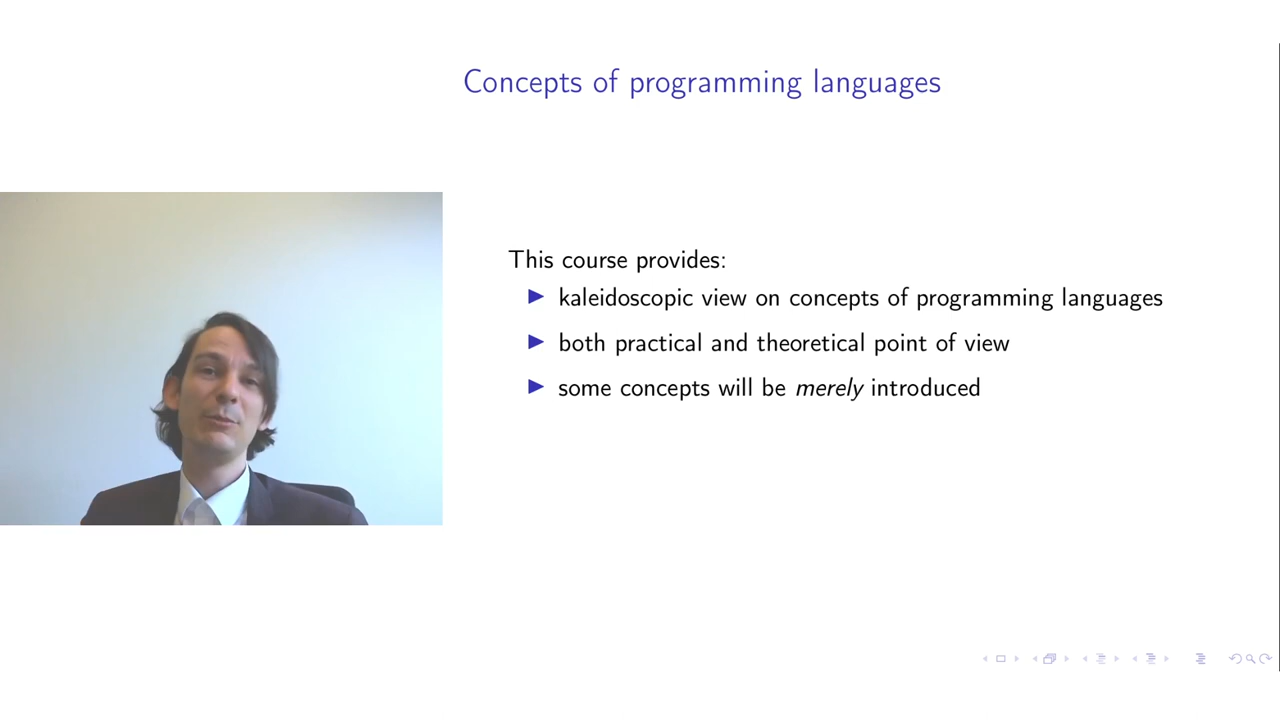 Concepts of programming languages
This course provides:
kaleidoscopic view on concepts of programming languages
both practical and theoretical point of view
some concepts will be merely introduced